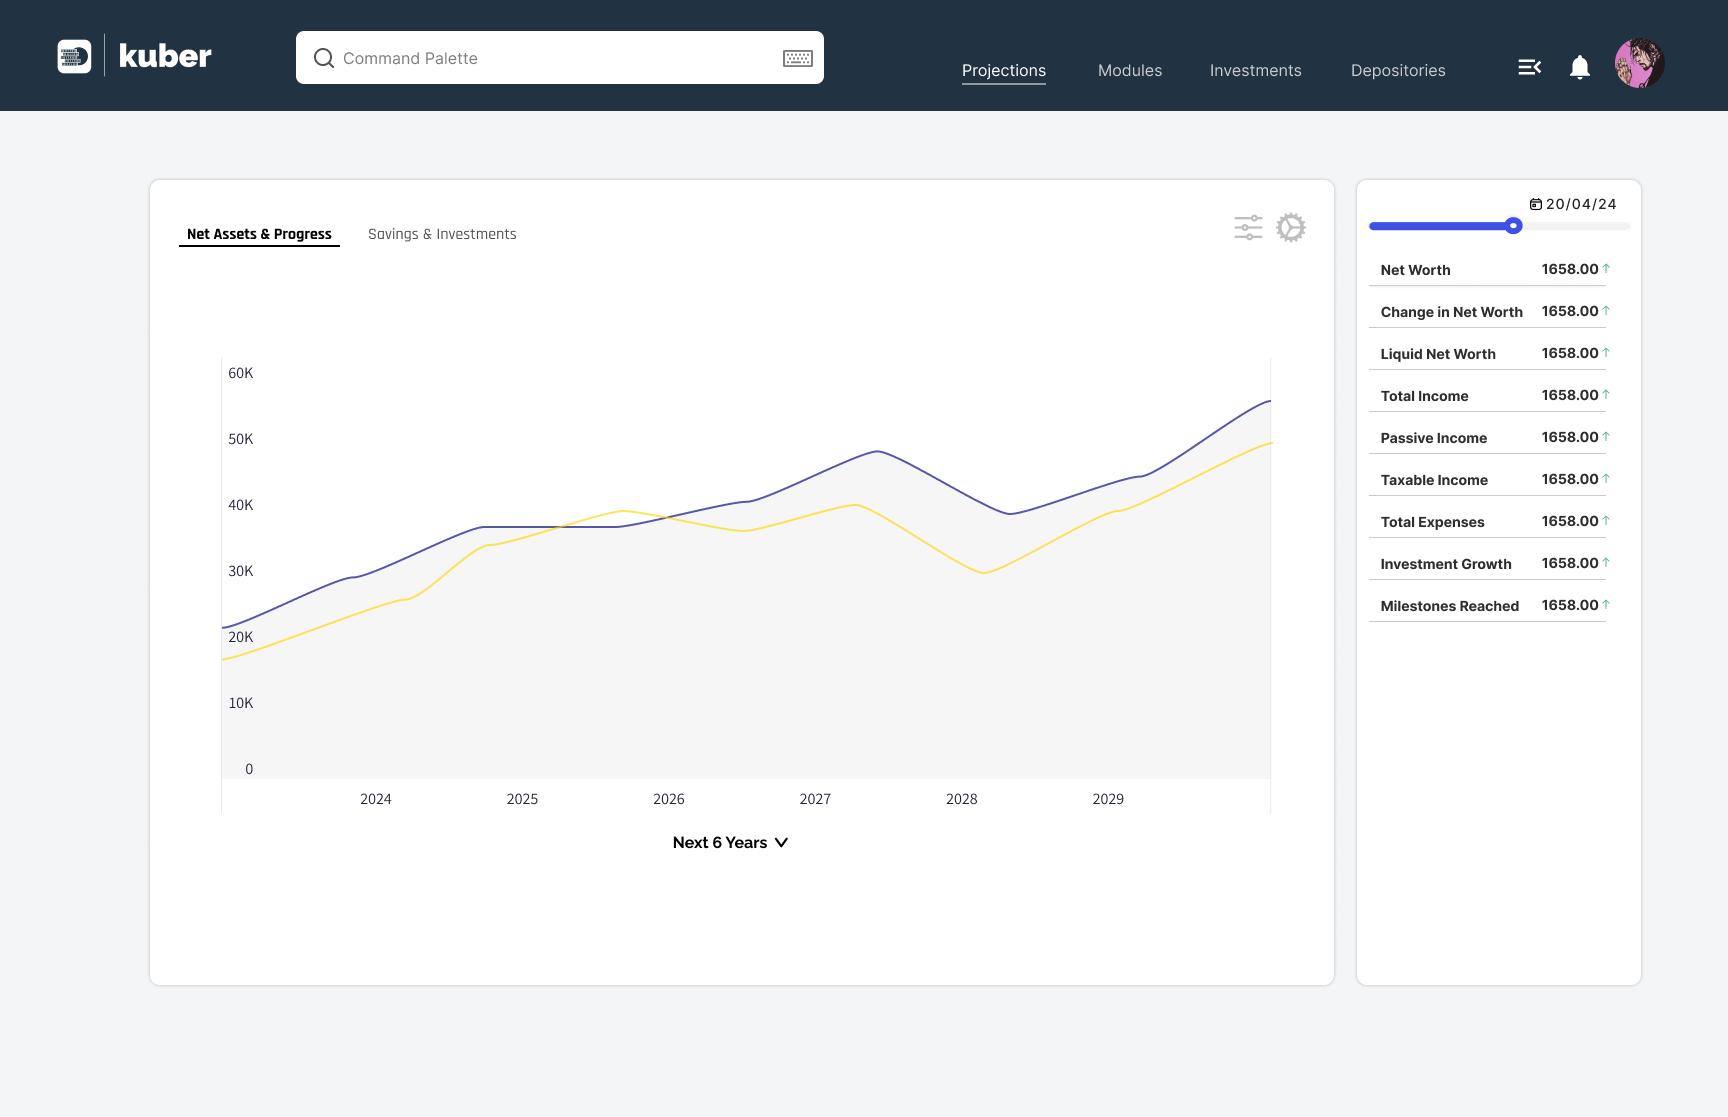 kuber
Command Palette
Projections
Modules
Investments
Depositories
Net Assets & Progress
Savings & Investments
60K
50K
40K
30K
20K
10K
0
2024
2025
2026
2027
2028
2029
Next 6 Years
20/04/24
Net Worth 1658.00
Change in Net Worth 1658.00
Liquid Net Worth 1658.00
Total Income 1658.00
Passive Income 1658.00
Taxable Income 1658.00
Total Expenses 1658.00
Investment Growth 1658.00
Milestones Reached 1658.00